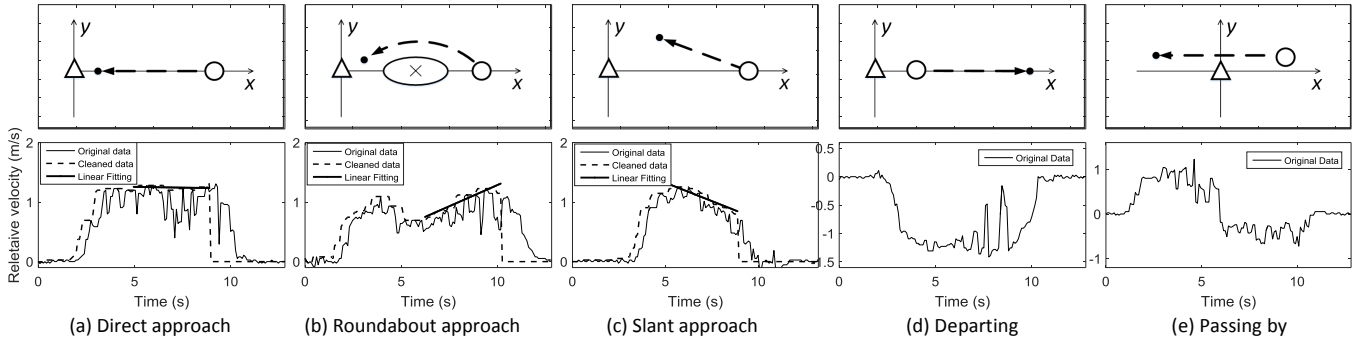 y
x
y
x
y
x
y
x
y
x
Reletaive velocity (m/s)
2
1
0
Original data
Cleaned data
Linear Fitting
0 5 10
Time (s)
2
1
0
Original data
Cleaned data
Linear Fitting
0 5 10
Time (s)
2
1
0
Original data
Cleaned data
Linear Fitting
0 5 10
Time (s)
0.5
0
-0.5
-1
-1.5
Original Data
0 5 10
Time (s)
1
0
-1
Original Data
0 5 10
Time (s)
(a) Direct approach
(b) Roundabout approach
(c) Slant approach
(d) Departing
(e) Passing by